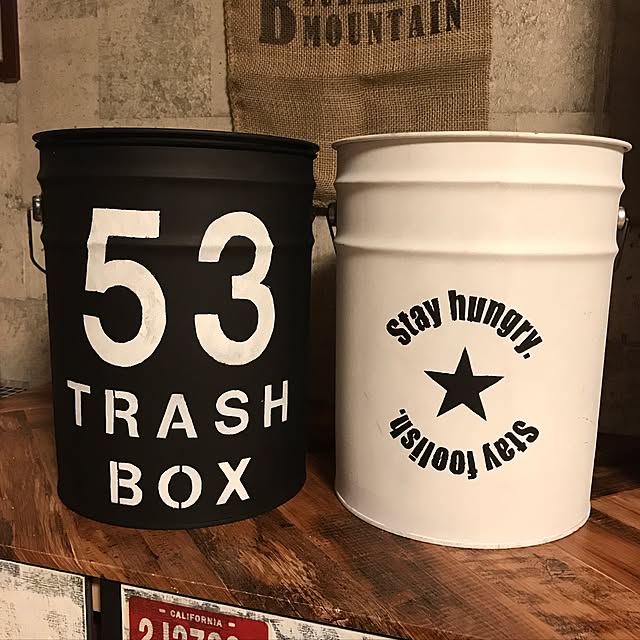 MOUNTAIN
53
TRASH
BOX
Stay hungry.
Stay foolish.
CALIFORNIA